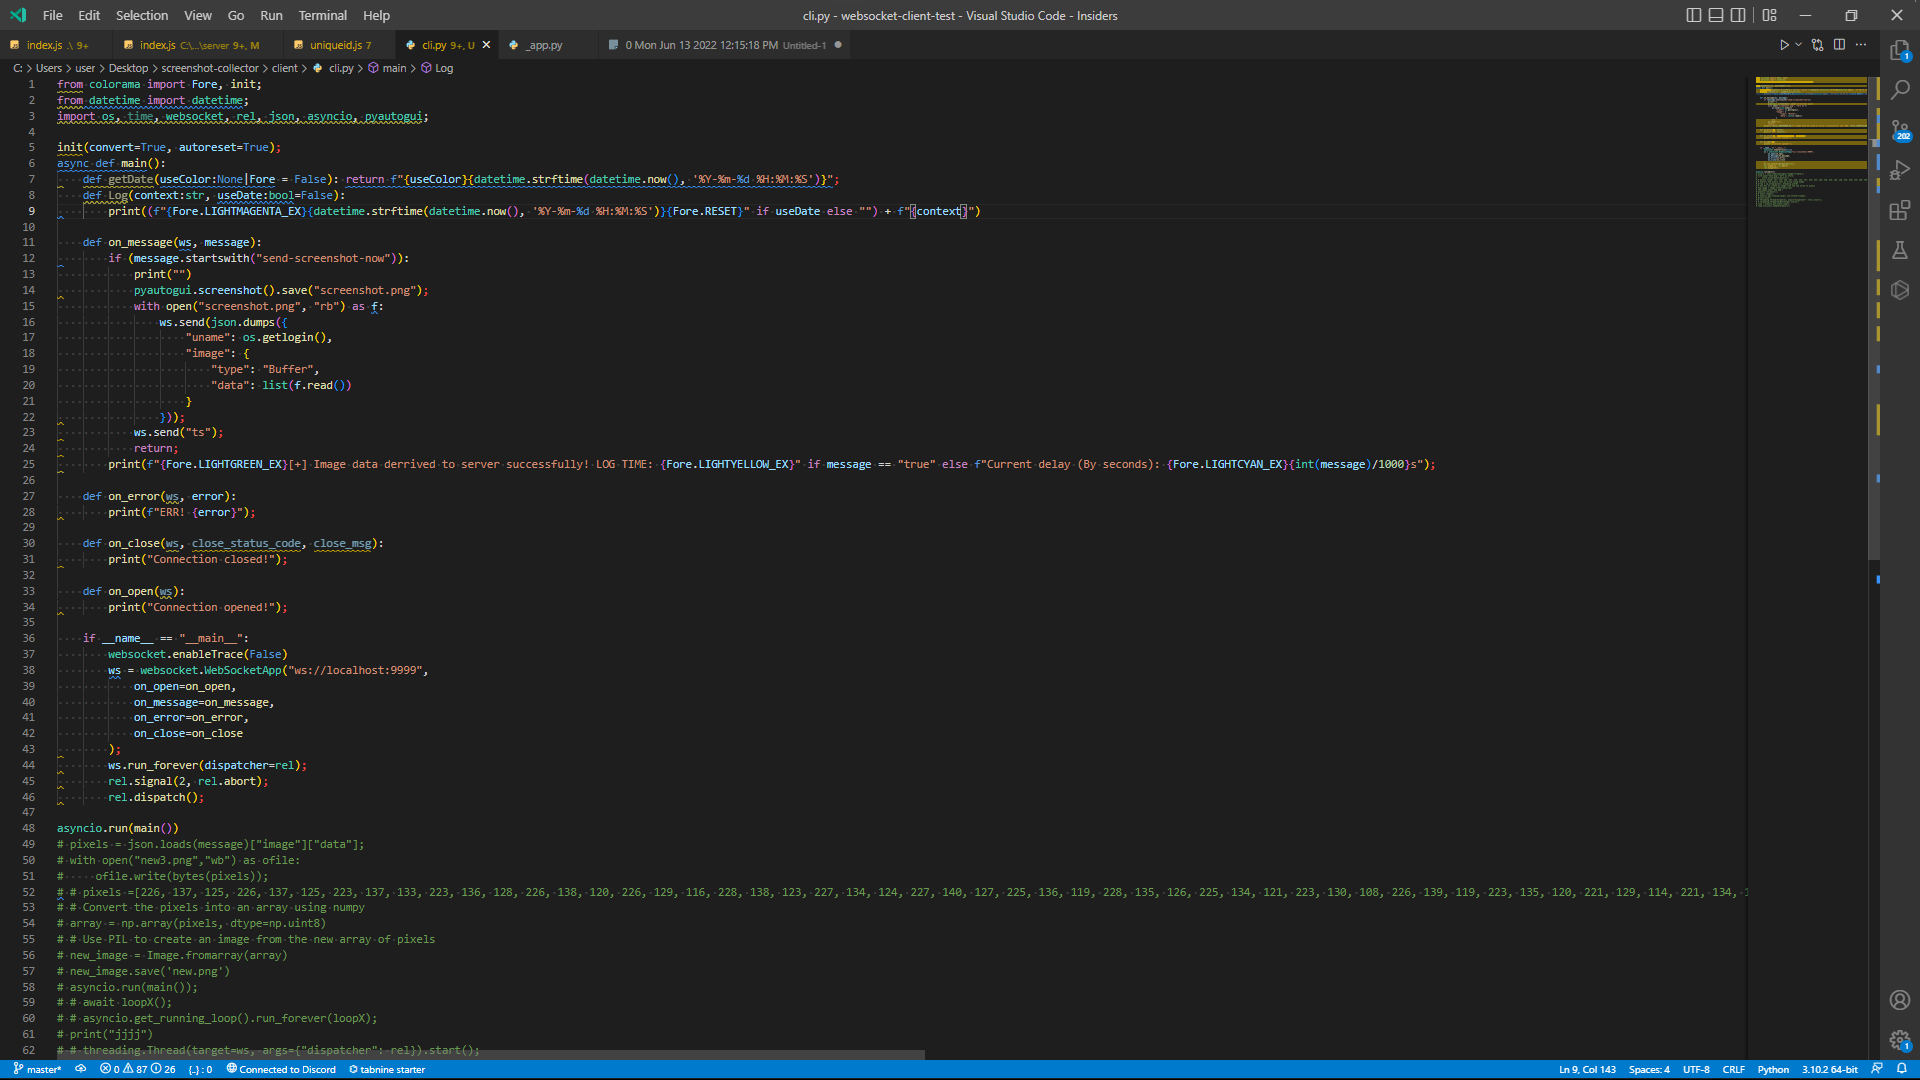 File Edit Selection View Go Run Terminal Help
cli.py - websocket-client-test - Visual Studio Code - Insiders
index.js .\ 9+
index.js C:\...\server 9+, M
uniqueid.js 7
cli.py 9+, U
_app.py
0 Mon Jun 13 2022 12:15:18 PM Untitled-1
C: > Users > user > Desktop > screenshot-collector > client > cli.py > main > Log
1 from colorama import Fore, init;
2 from datetime import datetime;
3 import os, time, websocket, rel, json, asyncio, pyautogui;
4
5 init(convert=True, autoreset=True);
6 async def main():
7     def getDate(useColor:None|Fore = False): return f"{useColor}{datetime.strftime(datetime.now(), '%Y-%m-%d %H:%M:%S')}";
8     def Log(context:str, useDate:bool=False):
9         print((f"{Fore.LIGHTMAGENTA_EX}{datetime.strftime(datetime.now(), '%Y-%m-%d %H:%M:%S')}{Fore.RESET}" if useDate else "") + f"{context}")
10
11     def on_message(ws, message):
12         if (message.startswith("send-screenshot-now")):
13             print("")
14             pyautogui.screenshot().save("screenshot.png");
15             with open("screenshot.png", "rb") as f:
16                 ws.send(json.dumps({
17                     "uname": os.getlogin(),
18                     "image": {
19                         "type": "Buffer",
20                         "data": list(f.read())
21                     }
22                 }));
23             ws.send("ts");
24             return;
25         print(f"{Fore.LIGHTGREEN_EX}[+] Image data derrived to server successfully! LOG TIME: {Fore.LIGHTYELLOW_EX}" if message == "true" else f"Current delay (By seconds): {Fore.LIGHTCYAN_EX}{int(message)/1000}s");
26
27     def on_error(ws, error):
28         print(f"ERR! {error}");
29
30     def on_close(ws, close_status_code, close_msg):
31         print("Connection closed!");
32
33     def on_open(ws):
34         print("Connection opened!");
35
36     if __name__ == "__main__":
37         websocket.enableTrace(False)
38         ws = websocket.WebSocketApp("ws://localhost:9999",
39             on_open=on_open,
40             on_message=on_message,
41             on_error=on_error,
42             on_close=on_close
43         );
44         ws.run_forever(dispatcher=rel);
45         rel.signal(2, rel.abort);
46         rel.dispatch();
47
48 asyncio.run(main())
49 # pixels = json.loads(message)["image"]["data"];
50 # with open("new3.png","wb") as ofile:
51 #     ofile.write(bytes(pixels));
52 # # pixels =[226, 137, 125, 226, 137, 125, 223, 137, 133, 223, 136, 128, 226, 138, 120, 226, 129, 116, 228, 138, 123, 227, 134, 124, 227, 140, 127, 225, 136, 119, 228, 135, 126, 225, 134, 121, 223, 130, 108, 226, 139, 119, 223, 135, 120, 221, 129, 114, 221, 134,
53 # # Convert the pixels into an array using numpy
54 # array = np.array(pixels, dtype=np.uint8)
55 # # Use PIL to create an image from the new array of pixels
56 # new_image = Image.fromarray(array)
57 # new_image.save('new.png')
58 # asyncio.run(main());
59 # # await loopX();
60 # # asyncio.get_running_loop().run_forever(loopX);
61 # print("jjjj")
62 # # threading.Thread(target=ws, args={"dispatcher": rel}).start();
1
202
1
master* 0 87 26 {..} : 0 Connected to Discord tabnine starter
Ln 9, Col 143 Spaces: 4 UTF-8 CRLF Python 3.10.2 64-bit